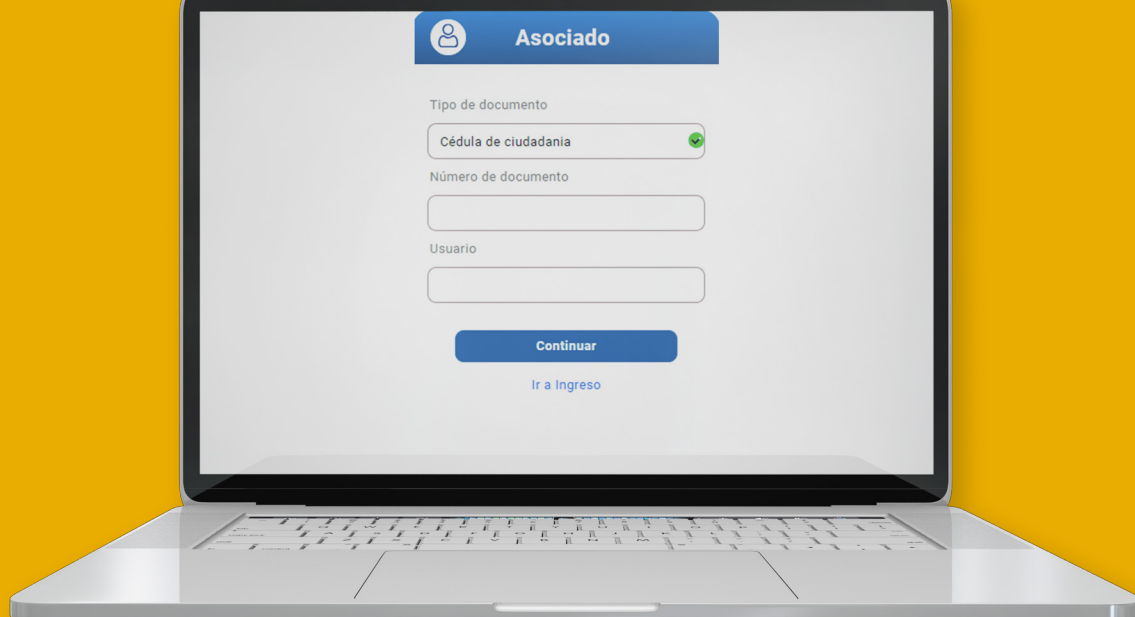 Asociado
Tipo de documento
Cédula de ciudadania
Número de documento
Usuario
Continuar
Ir a Ingreso